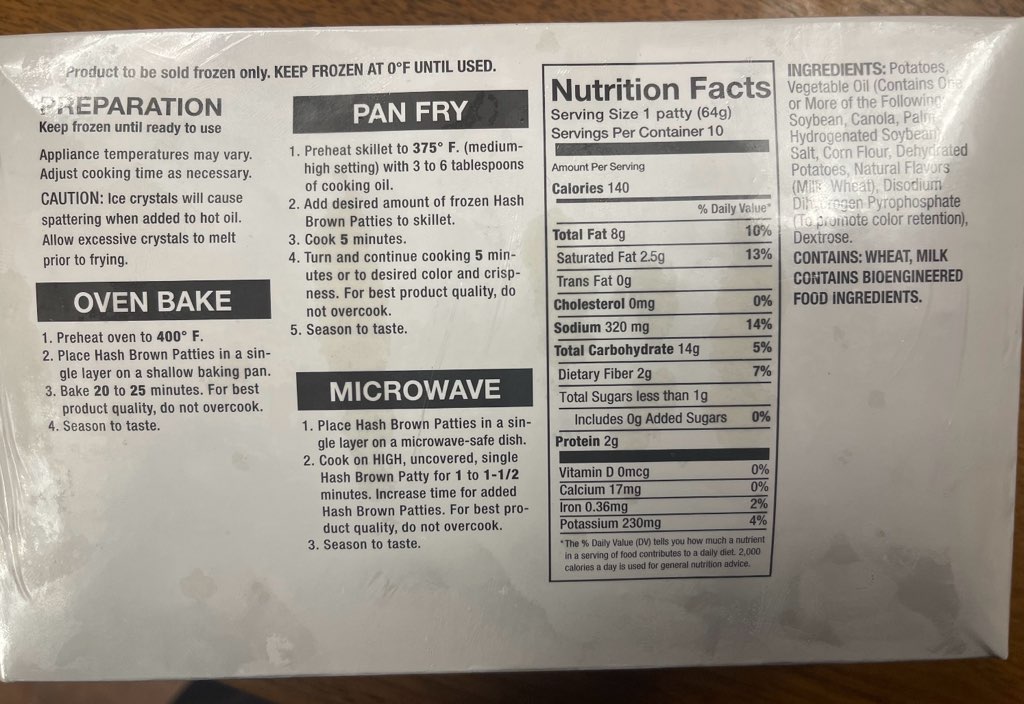 Product to be sold frozen only. KEEP FROZEN AT 0°F UNTIL USED.
PREPARATION
Keep frozen until ready to use
Appliance temperatures may vary.
Adjust cooking time as necessary.
CAUTION: Ice crystals will cause
spattering when added to hot oil.
Allow excessive crystals to melt
prior to frying.
OVEN BAKE
1. Preheat oven to 400° F.
2. Place Hash Brown Patties in a sin-
gle layer on a shallow baking pan.
3. Bake 20 to 25 minutes. For best
product quality, do not overcook.
4. Season to taste.
PAN FRY
1. Preheat skillet to 375° F. (medium-
high setting) with 3 to 6 tablespoons
of cooking oil.
2. Add desired amount of frozen Hash
Brown Patties to skillet.
3. Cook 5 minutes.
4. Turn and continue cooking 5 min-
utes or to desired color and crisp-
ness. For best product quality, do
not overcook.
5. Season to taste.
MICROWAVE
1. Place Hash Brown Patties in a sin-
gle layer on a microwave-safe dish.
2. Cook on HIGH, uncovered, single
Hash Brown Patty for 1 to 1-1/2
minutes. Increase time for added
Hash Brown Patties. For best pro-
duct quality, do not overcook.
3. Season to taste.
Nutrition Facts
Serving Size 1 patty (64g)
Servings Per Container 10
Amount Per Serving
Calories 140
% Daily Value*
Total Fat 8g 10%
Saturated Fat 2.5g 13%
Trans Fat 0g
Cholesterol 0mg 0%
Sodium 320 mg 14%
Total Carbohydrate 14g 5%
Dietary Fiber 2g 7%
Total Sugars less than 1g
Includes 0g Added Sugars 0%
Protein 2g
Vitamin D 0mcg 0%
Calcium 17mg 0%
Iron 0.36mg 2%
Potassium 230mg 4%
*The % Daily Value (DV) tells you how much a nutrient
in a serving of food contributes to a daily diet. 2,000
calories a day is used for general nutrition advice.
INGREDIENTS: Potatoes,
Vegetable Oil (Contains One
or More of the Following:
Soybean, Canola, Palm,
Hydrogenated Soybean),
Salt, Corn Flour, Dehydrated
Potatoes, Natural Flavors
(Milk, Wheat), Disodium
Dihydrogen Pyrophosphate
(To promote color retention),
Dextrose.
CONTAINS: WHEAT, MILK
CONTAINS BIOENGINEERED
FOOD INGREDIENTS.